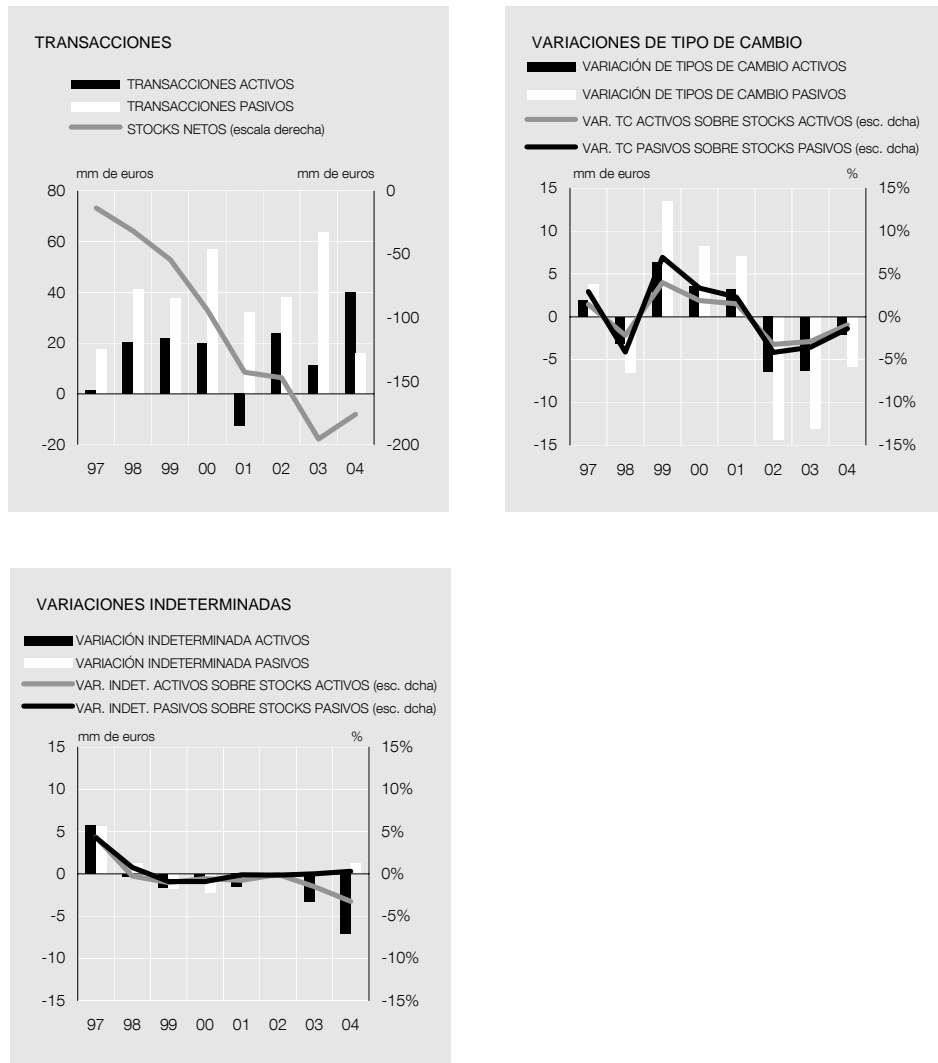 TRANSACCIONES
TRANSACCIONES ACTIVOS
TRANSACCIONES PASIVOS
STOCKS NETOS (escala derecha)
mm de euros mm de euros
80 0
60 -50
40 -100
20
0 -150
-20 -200
97 98 99 00 01 02 03 04
VARIACIONES DE TIPO DE CAMBIO
VARIACIÓN DE TIPOS DE CAMBIO ACTIVOS
VARIACIÓN DE TIPOS DE CAMBIO PASIVOS
VAR. TC ACTIVOS SOBRE STOCKS ACTIVOS (esc. dcha)
VAR. TC PASIVOS SOBRE STOCKS PASIVOS (esc. dcha)
mm de euros %
15 15%
10 10%
5 5%
0 0%
-5 -5%
-10 -10%
-15 -15%
97 98 99 00 01 02 03 04
VARIACIONES INDETERMINADAS
VARIACIÓN INDETERMINADA ACTIVOS
VARIACIÓN INDETERMINADA PASIVOS
VAR. INDET. ACTIVOS SOBRE STOCKS ACTIVOS (esc. dcha)
VAR. INDET. PASIVOS SOBRE STOCKS PASIVOS (esc. dcha)
mm de euros %
15 15%
10 10%
5 5%
0 0%
-5 -5%
-10 -10%
-15 -15%
97 98 99 00 01 02 03 04